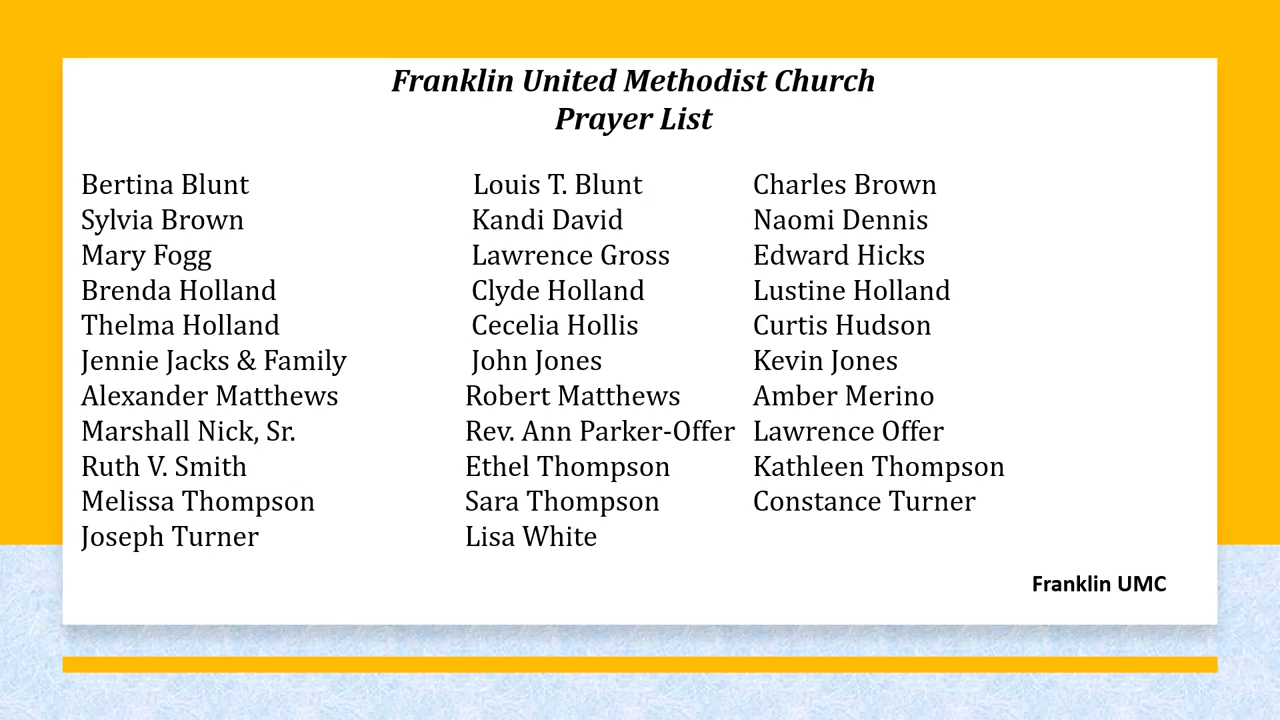 Franklin United Methodist Church
Prayer List
Bertina Blunt Louis T. Blunt Charles Brown
Sylvia Brown Kandi David Naomi Dennis
Mary Fogg Lawrence Gross Edward Hicks
Brenda Holland Clyde Holland Lustine Holland
Thelma Holland Cecelia Hollis Curtis Hudson
Jennie Jacks & Family John Jones Kevin Jones
Alexander Matthews Robert Matthews Amber Merino
Marshall Nick, Sr. Rev. Ann Parker-Offer Lawrence Offer
Ruth V. Smith Ethel Thompson Kathleen Thompson
Melissa Thompson Sara Thompson Constance Turner
Joseph Turner Lisa White
Franklin UMC